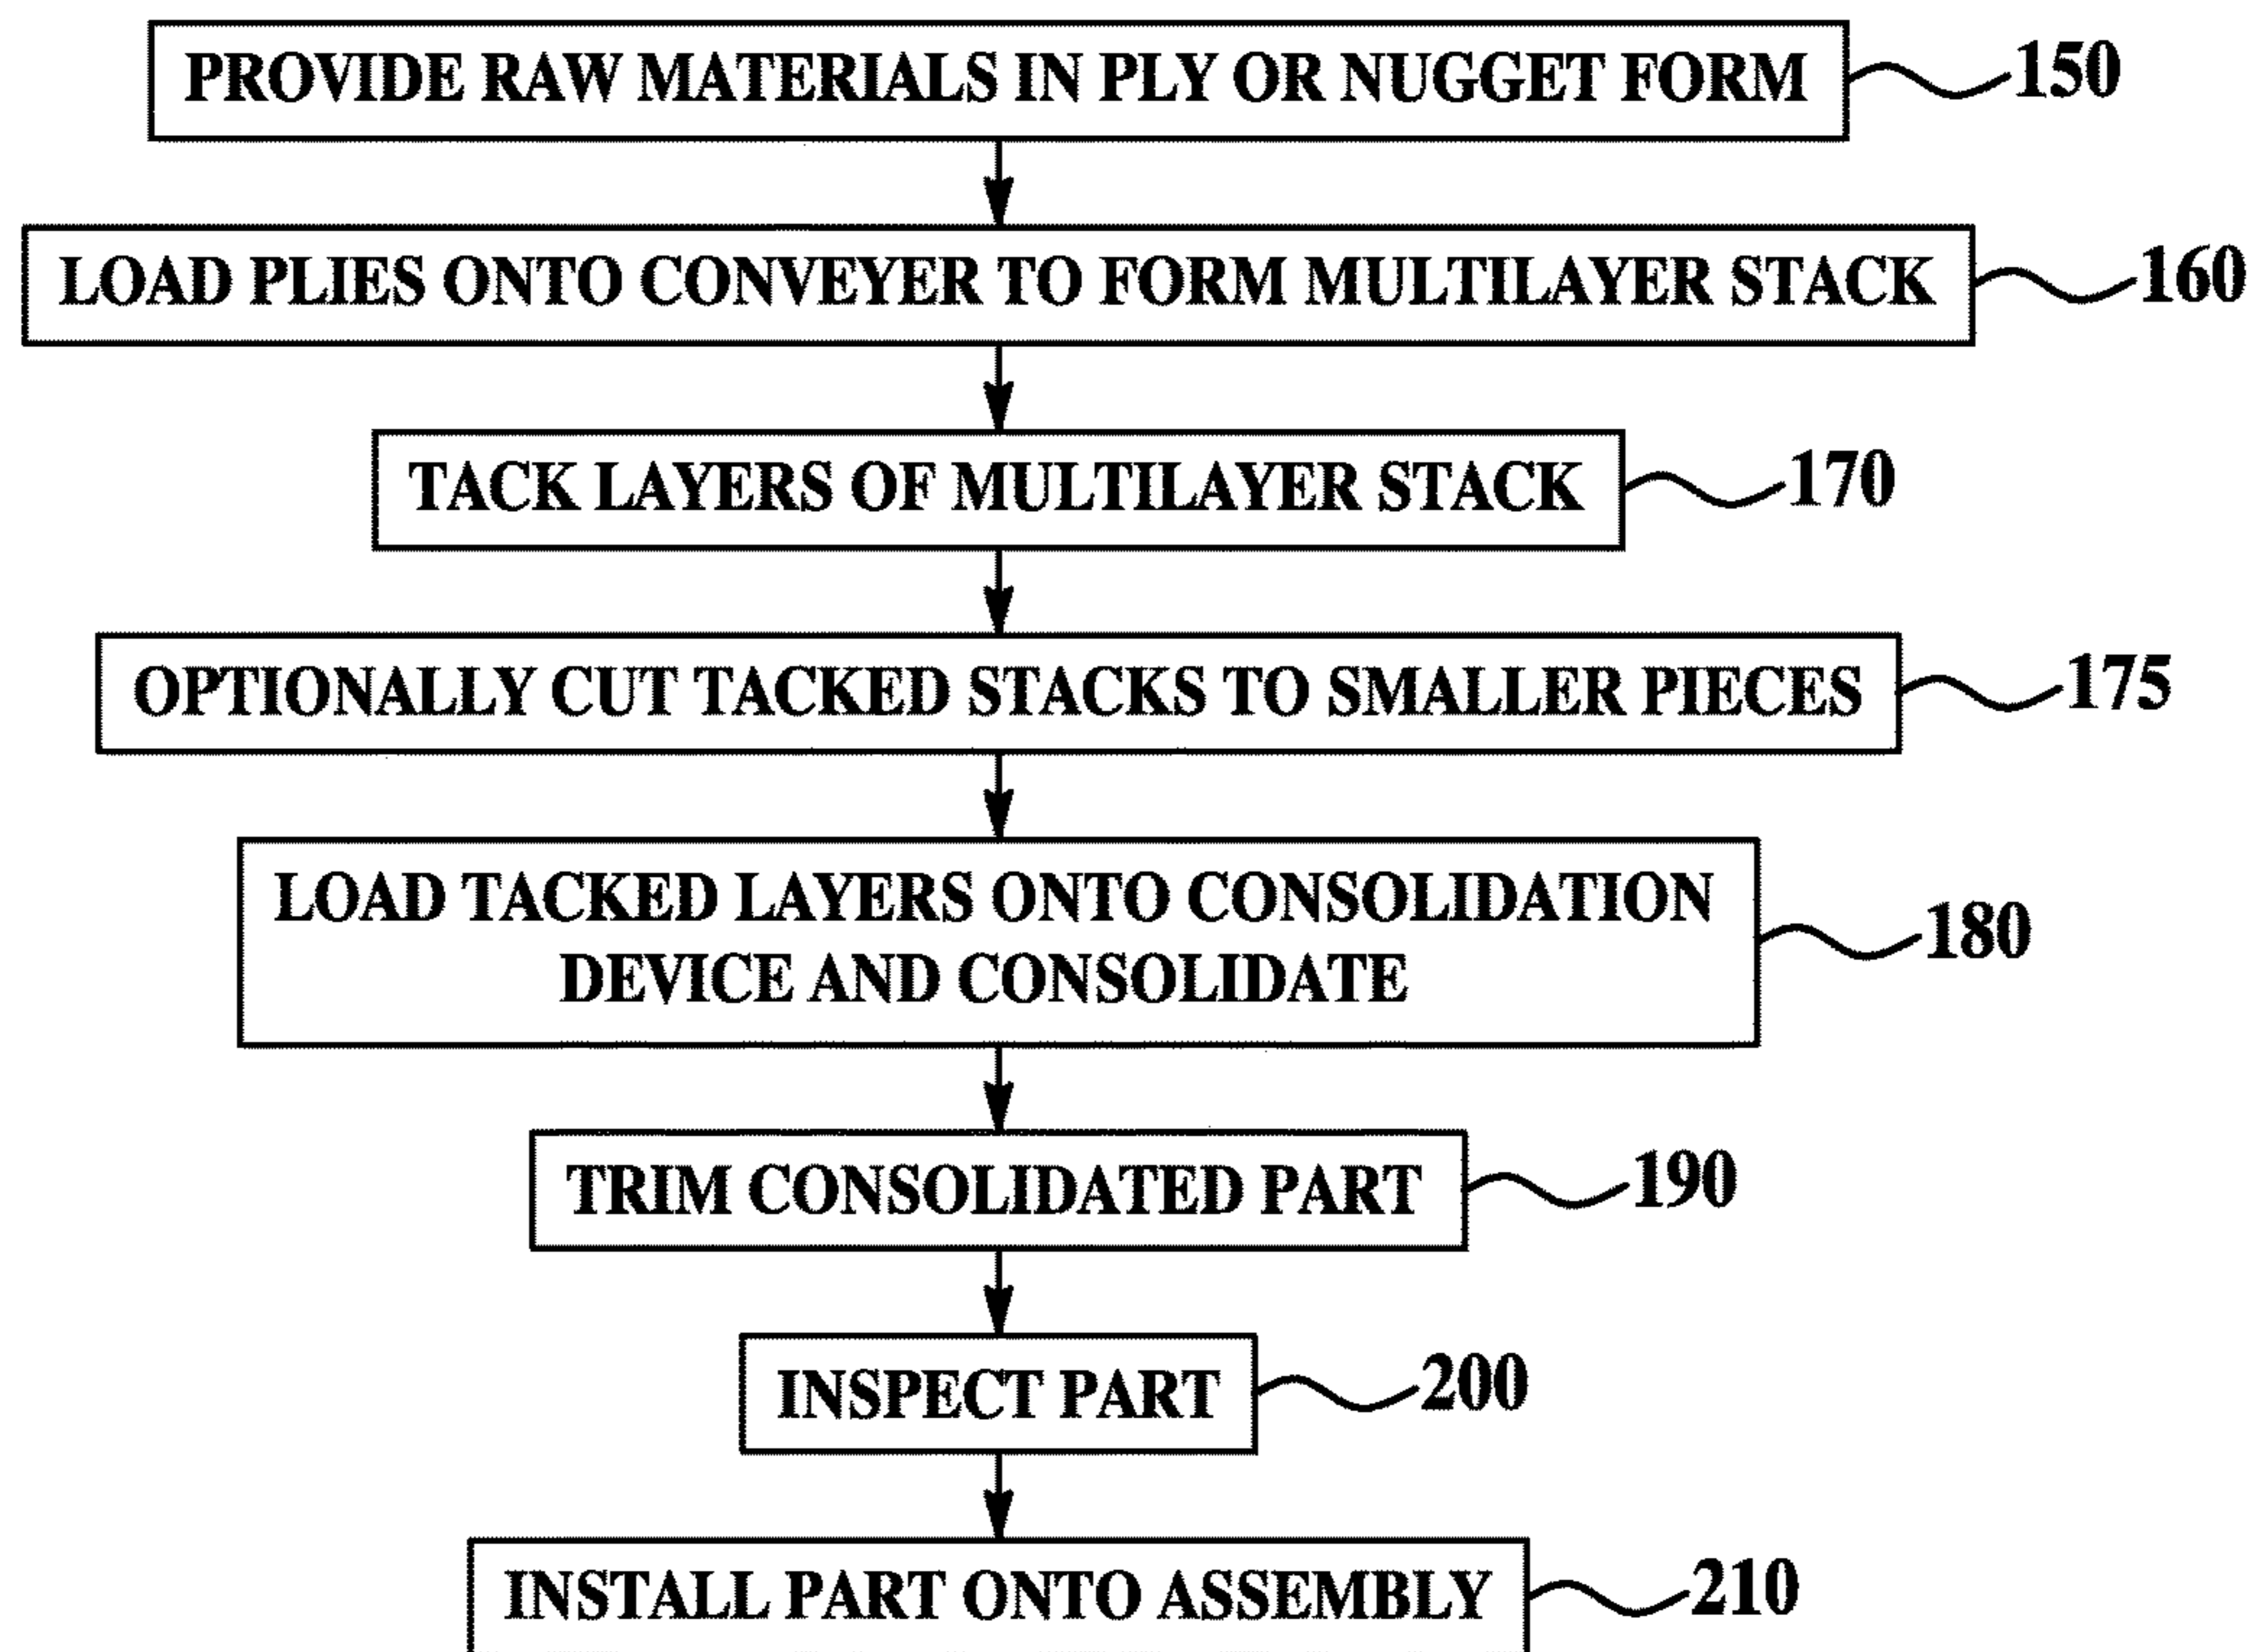 PROVIDE RAW MATERIALS IN PLY OR NUGGET FORM
150
LOAD PLIES ONTO CONVEYER TO FORM MULTILAYER STACK
160
TACK LAYERS OF MULTILAYER STACK
170
OPTIONALLY CUT TACKED STACKS TO SMALLER PIECES
175
LOAD TACKED LAYERS ONTO CONSOLIDATION
DEVICE AND CONSOLIDATE
180
TRIM CONSOLIDATED PART
190
INSPECT PART
200
INSTALL PART ONTO ASSEMBLY
210